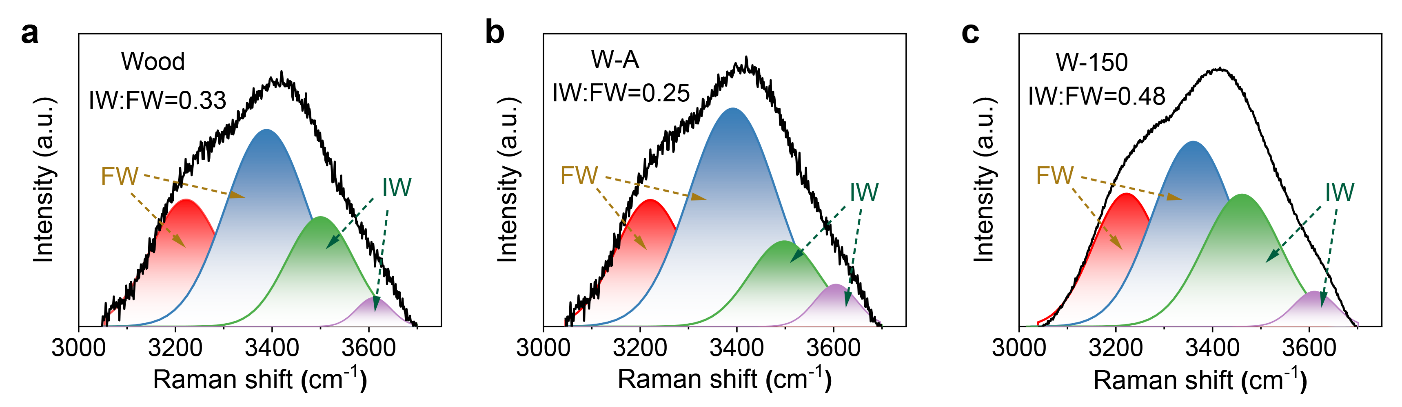 a
Wood
IW:FW=0.33
FW
IW
Intensity (a.u.)
3000 3200 3400 3600
Raman shift (cm-1)
b
W-A
IW:FW=0.25
FW
IW
Intensity (a.u.)
3000 3200 3400 3600
Raman shift (cm-1)
c
W-150
IW:FW=0.48
FW
IW
Intensity (a.u.)
3000 3200 3400 3600
Raman shift (cm-1)